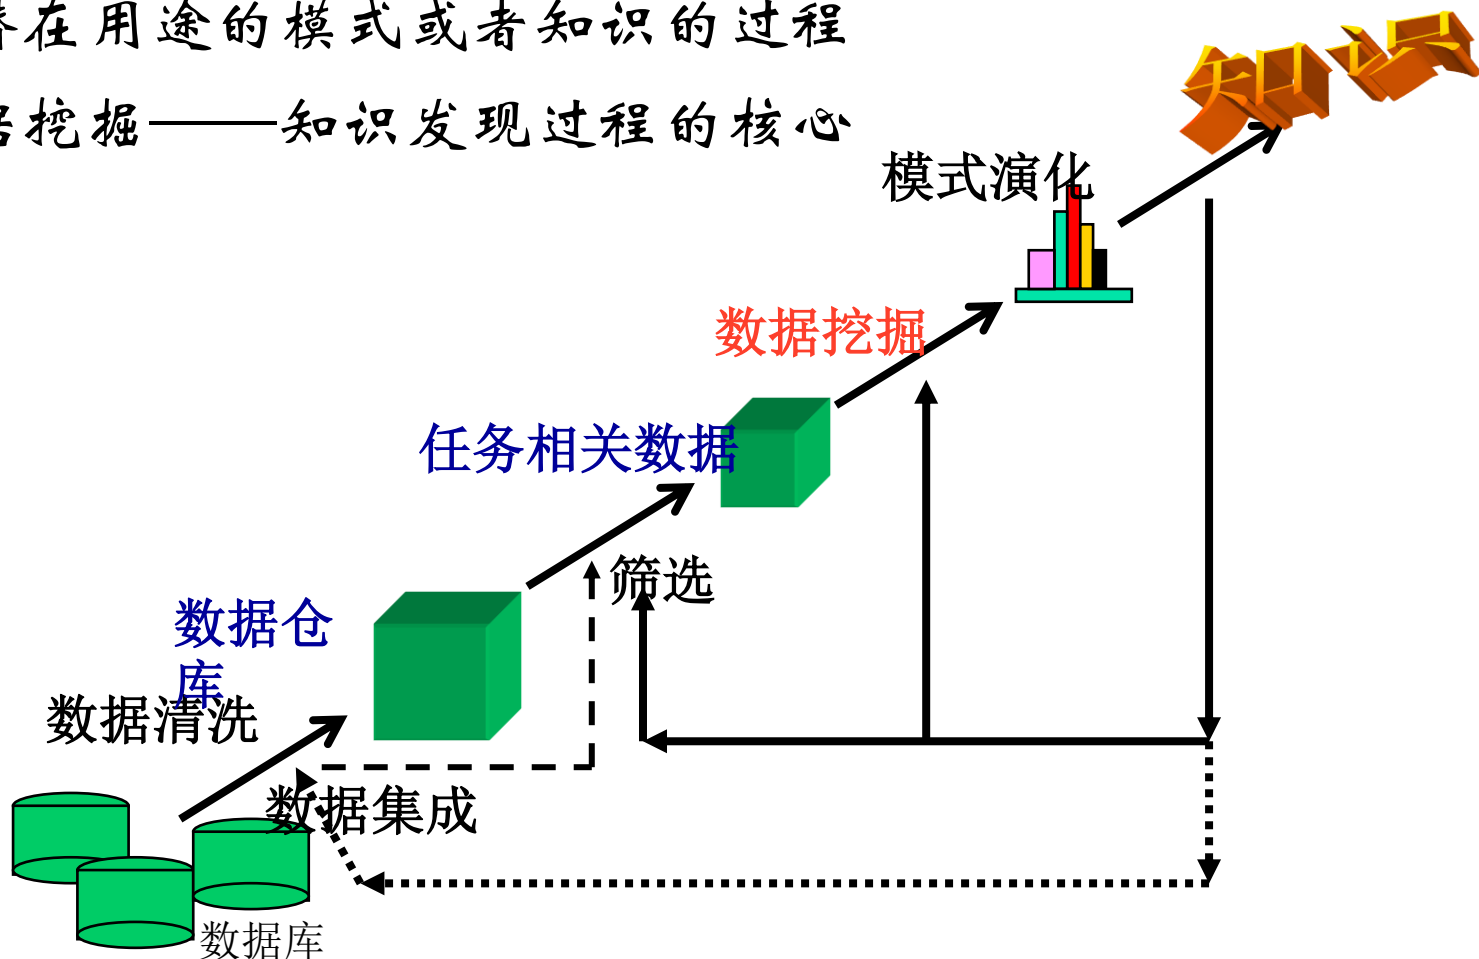 在用途的模式或者知识的过程
挖掘——知识发现过程的核心
知识
模式演化
数据挖掘
任务相关数据
筛选
数据仓
库
数据清洗
数据集成
数据库